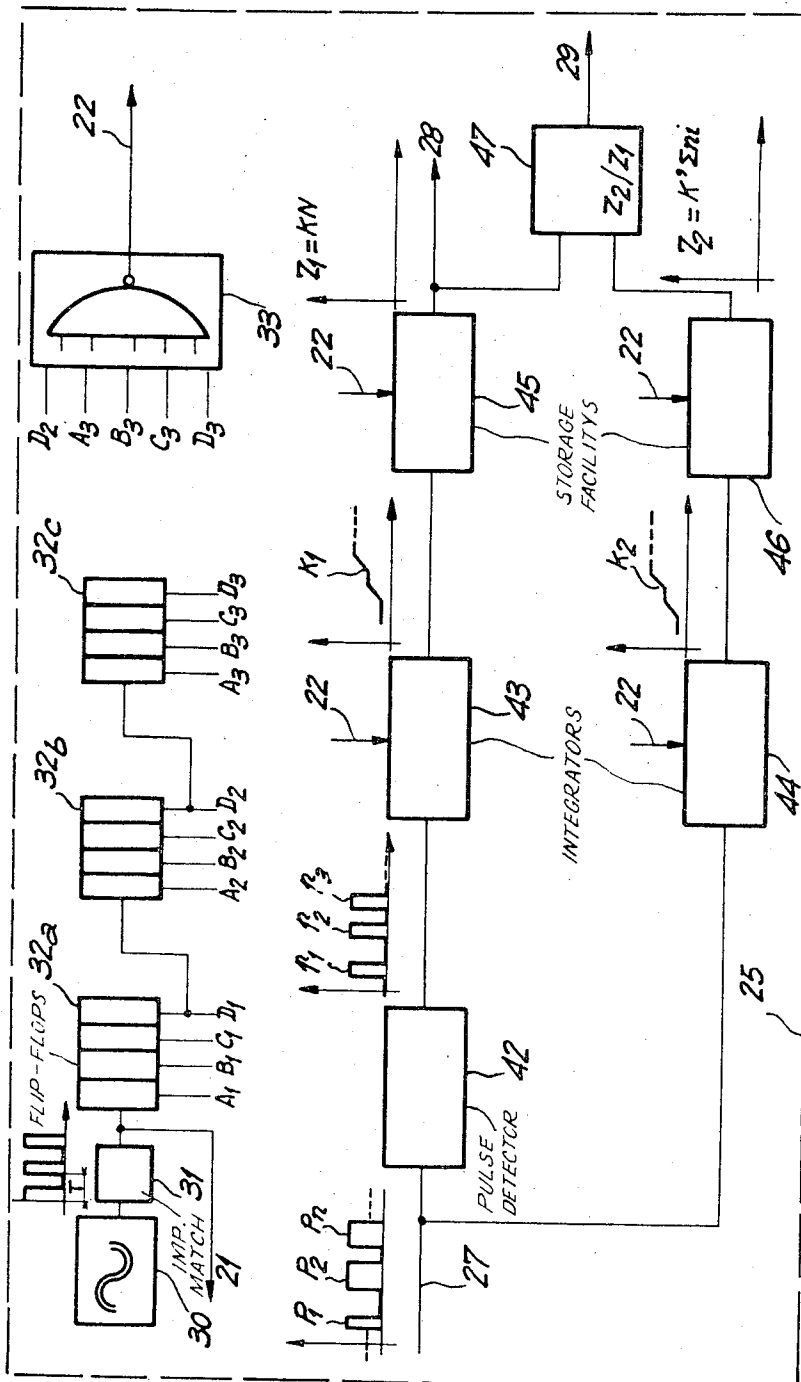 FLIP-FLOPS
32a
32b
32c
T
A1 B1 C1 D1
A2 B2 C2 D2
A3 B3 C3 D3
30
IMP.
MATCH
31
21
D2
A3
B3
C3
D3
33
22
P1 P2 Pn
27
PULSE
DETECTOR
42
p1 p2 p3
22
43
INTEGRATORS
K1
22
45
STORAGE
FACILITYS
Z1=KN
28
47
Z2/Z1
29
22
44
K2
22
46
Z2=K'Σni
25